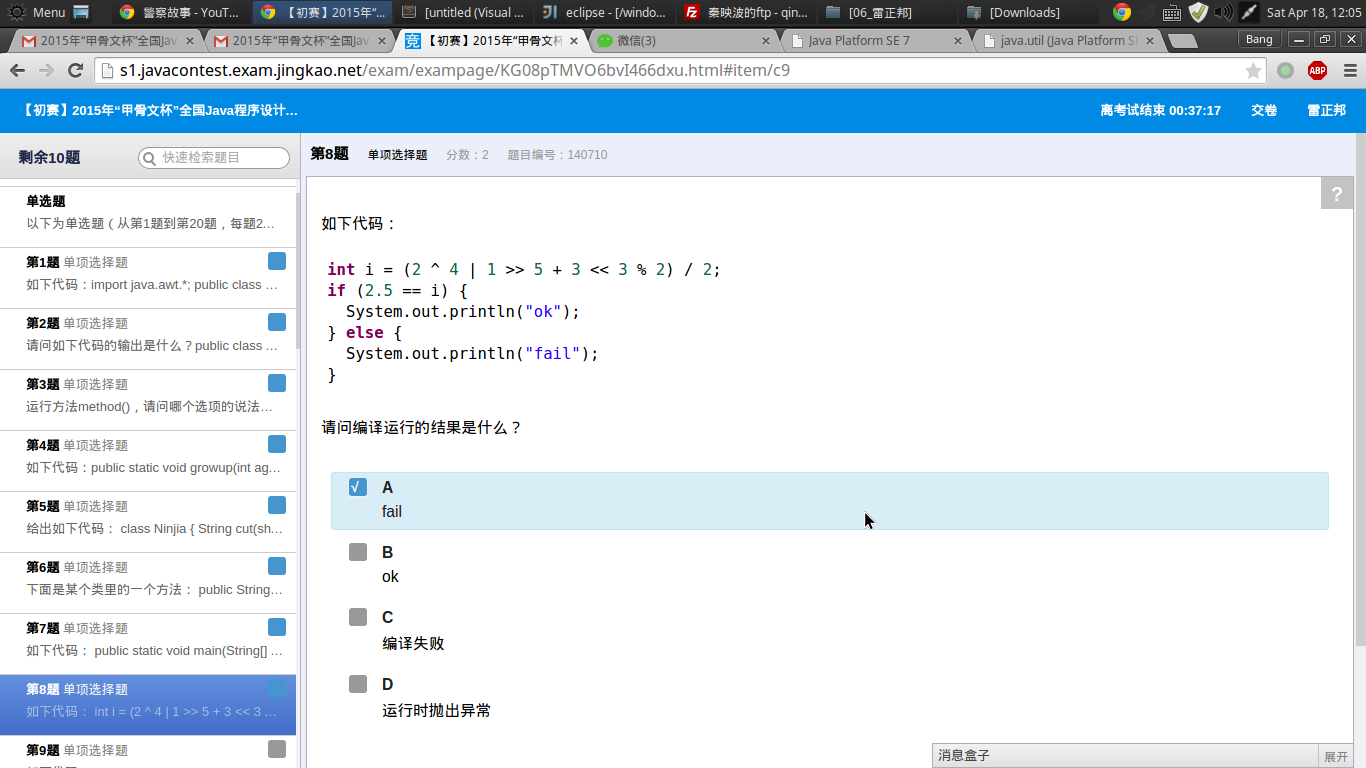 Menu
警察故事 - YouT...
【初赛】2015年“...
[untitled (Visual ...
eclipse - [/windo...
秦映波的ftp - qin...
[06_雷正邦]
[Downloads]
Sat Apr 18, 12:05
2015年“甲骨文杯”全国Jav
2015年“甲骨文杯”全国Jav
【初赛】2015年“甲骨文杯
微信(3)
Java Platform SE 7
java.util (Java Platform SE
Bang
s1.javacontest.exam.jingkao.net/exam/exampage/KG08pTMVO6bvI466dxu.html#item/c9
ABP
【初赛】2015年“甲骨文杯”全国Java程序设计...
离考试结束 00:37:17
交卷
雷正邦
剩余10题
快速检索题目
单选题
以下为单选题（从第1题到第20题，每题2...
第1题 单项选择题
如下代码：import java.awt.*; public class ...
第2题 单项选择题
请问如下代码的输出是什么？public class ...
第3题 单项选择题
运行方法method()，请问哪个选项的说法...
第4题 单项选择题
如下代码：public static void growup(int ag...
第5题 单项选择题
给出如下代码： class Ninjia { String cut(sh...
第6题 单项选择题
下面是某个类里的一个方法： public String...
第7题 单项选择题
如下代码： public static void main(String[] ...
第8题 单项选择题
如下代码： int i = (2 ^ 4 | 1 >> 5 + 3 << 3 ...
第9题 单项选择题
第8题 单项选择题 分数：2 题目编号：140710
?
如下代码：
int i = (2 ^ 4 | 1 >> 5 + 3 << 3 % 2) / 2;
if (2.5 == i) {
System.out.println("ok");
} else {
System.out.println("fail");
}
请问编译运行的结果是什么？
√ A
fail
B
ok
C
编译失败
D
运行时抛出异常
消息盒子
展开